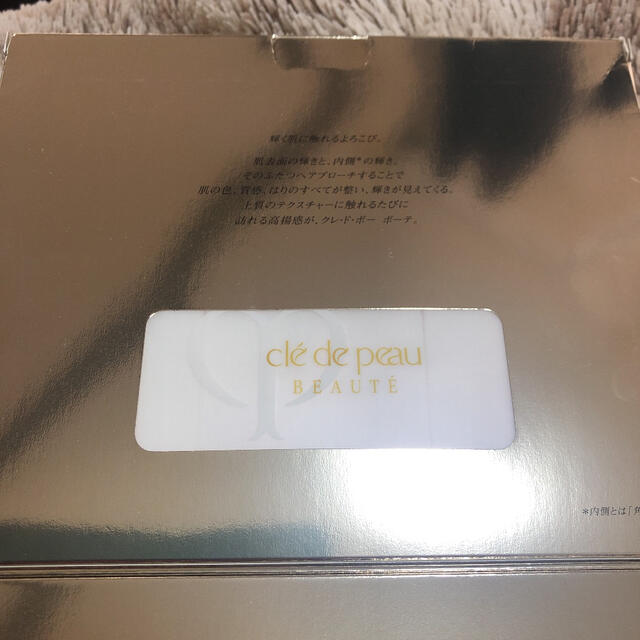 輝く肌に触れるよろこび。
肌表面の輝きと、内側*の輝き。
そのふたつへアプローチすることで
肌の色、質感、はりのすべてが整い、輝きが見えてくる。
上質のテクスチャーに触れるたびに
訪れる高揚感が、クレ・ド・ポー ボーテ。
clé de peau
BEAUTÉ
*内側とは「角